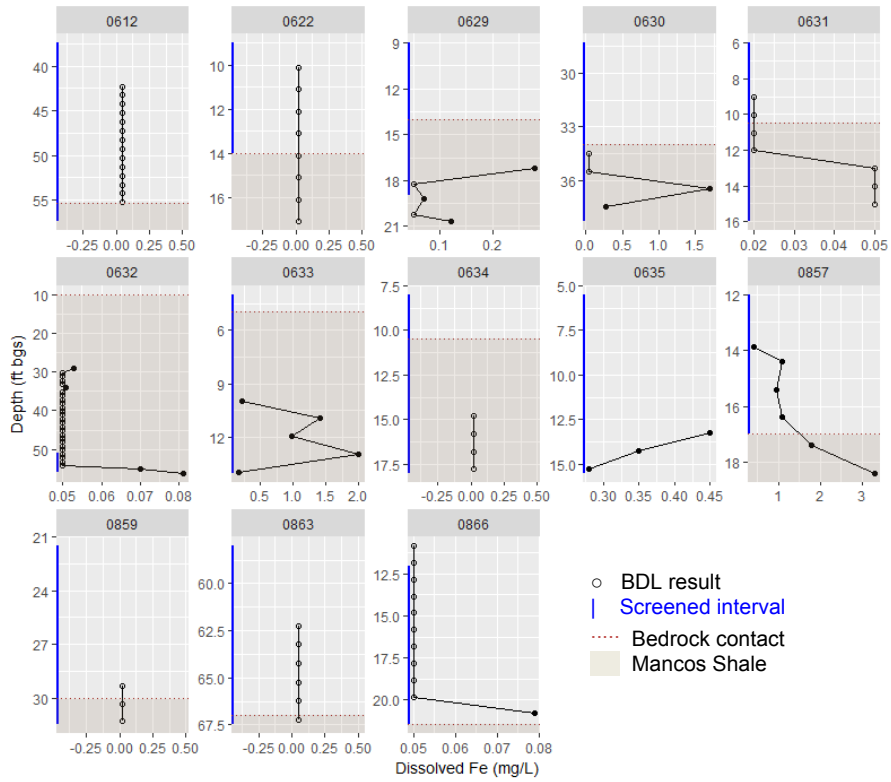 0612 0622 0629 0630 0631
40 45 50 55
10 12 14 16
9 12 15 18 21
30 33 36
6 8 10 12 14 16
-0.25 0.00 0.25 0.50
-0.25 0.00 0.25 0.50
0.1 0.2
0.0 0.5 1.0 1.5
0.02 0.03 0.04 0.05
0632 0633 0634 0635 0857
Depth (ft bgs)
10 20 30 40 50
6 9 12
7.5 10.0 12.5 15.0 17.5
5.0 7.5 10.0 12.5 15.0
12 14 16 18
0.05 0.06 0.07 0.08
0.5 1.0 1.5 2.0
-0.25 0.00 0.25 0.50
0.30 0.35 0.40 0.45
1 2 3
0859 0863 0866
21 24 27 30
60.0 62.5 65.0 67.5
12.5 15.0 17.5 20.0
-0.25 0.00 0.25 0.50
-0.25 0.00 0.25 0.50
0.05 0.06 0.07 0.08
Dissolved Fe (mg/L)
BDL result
Screened interval
Bedrock contact
Mancos Shale